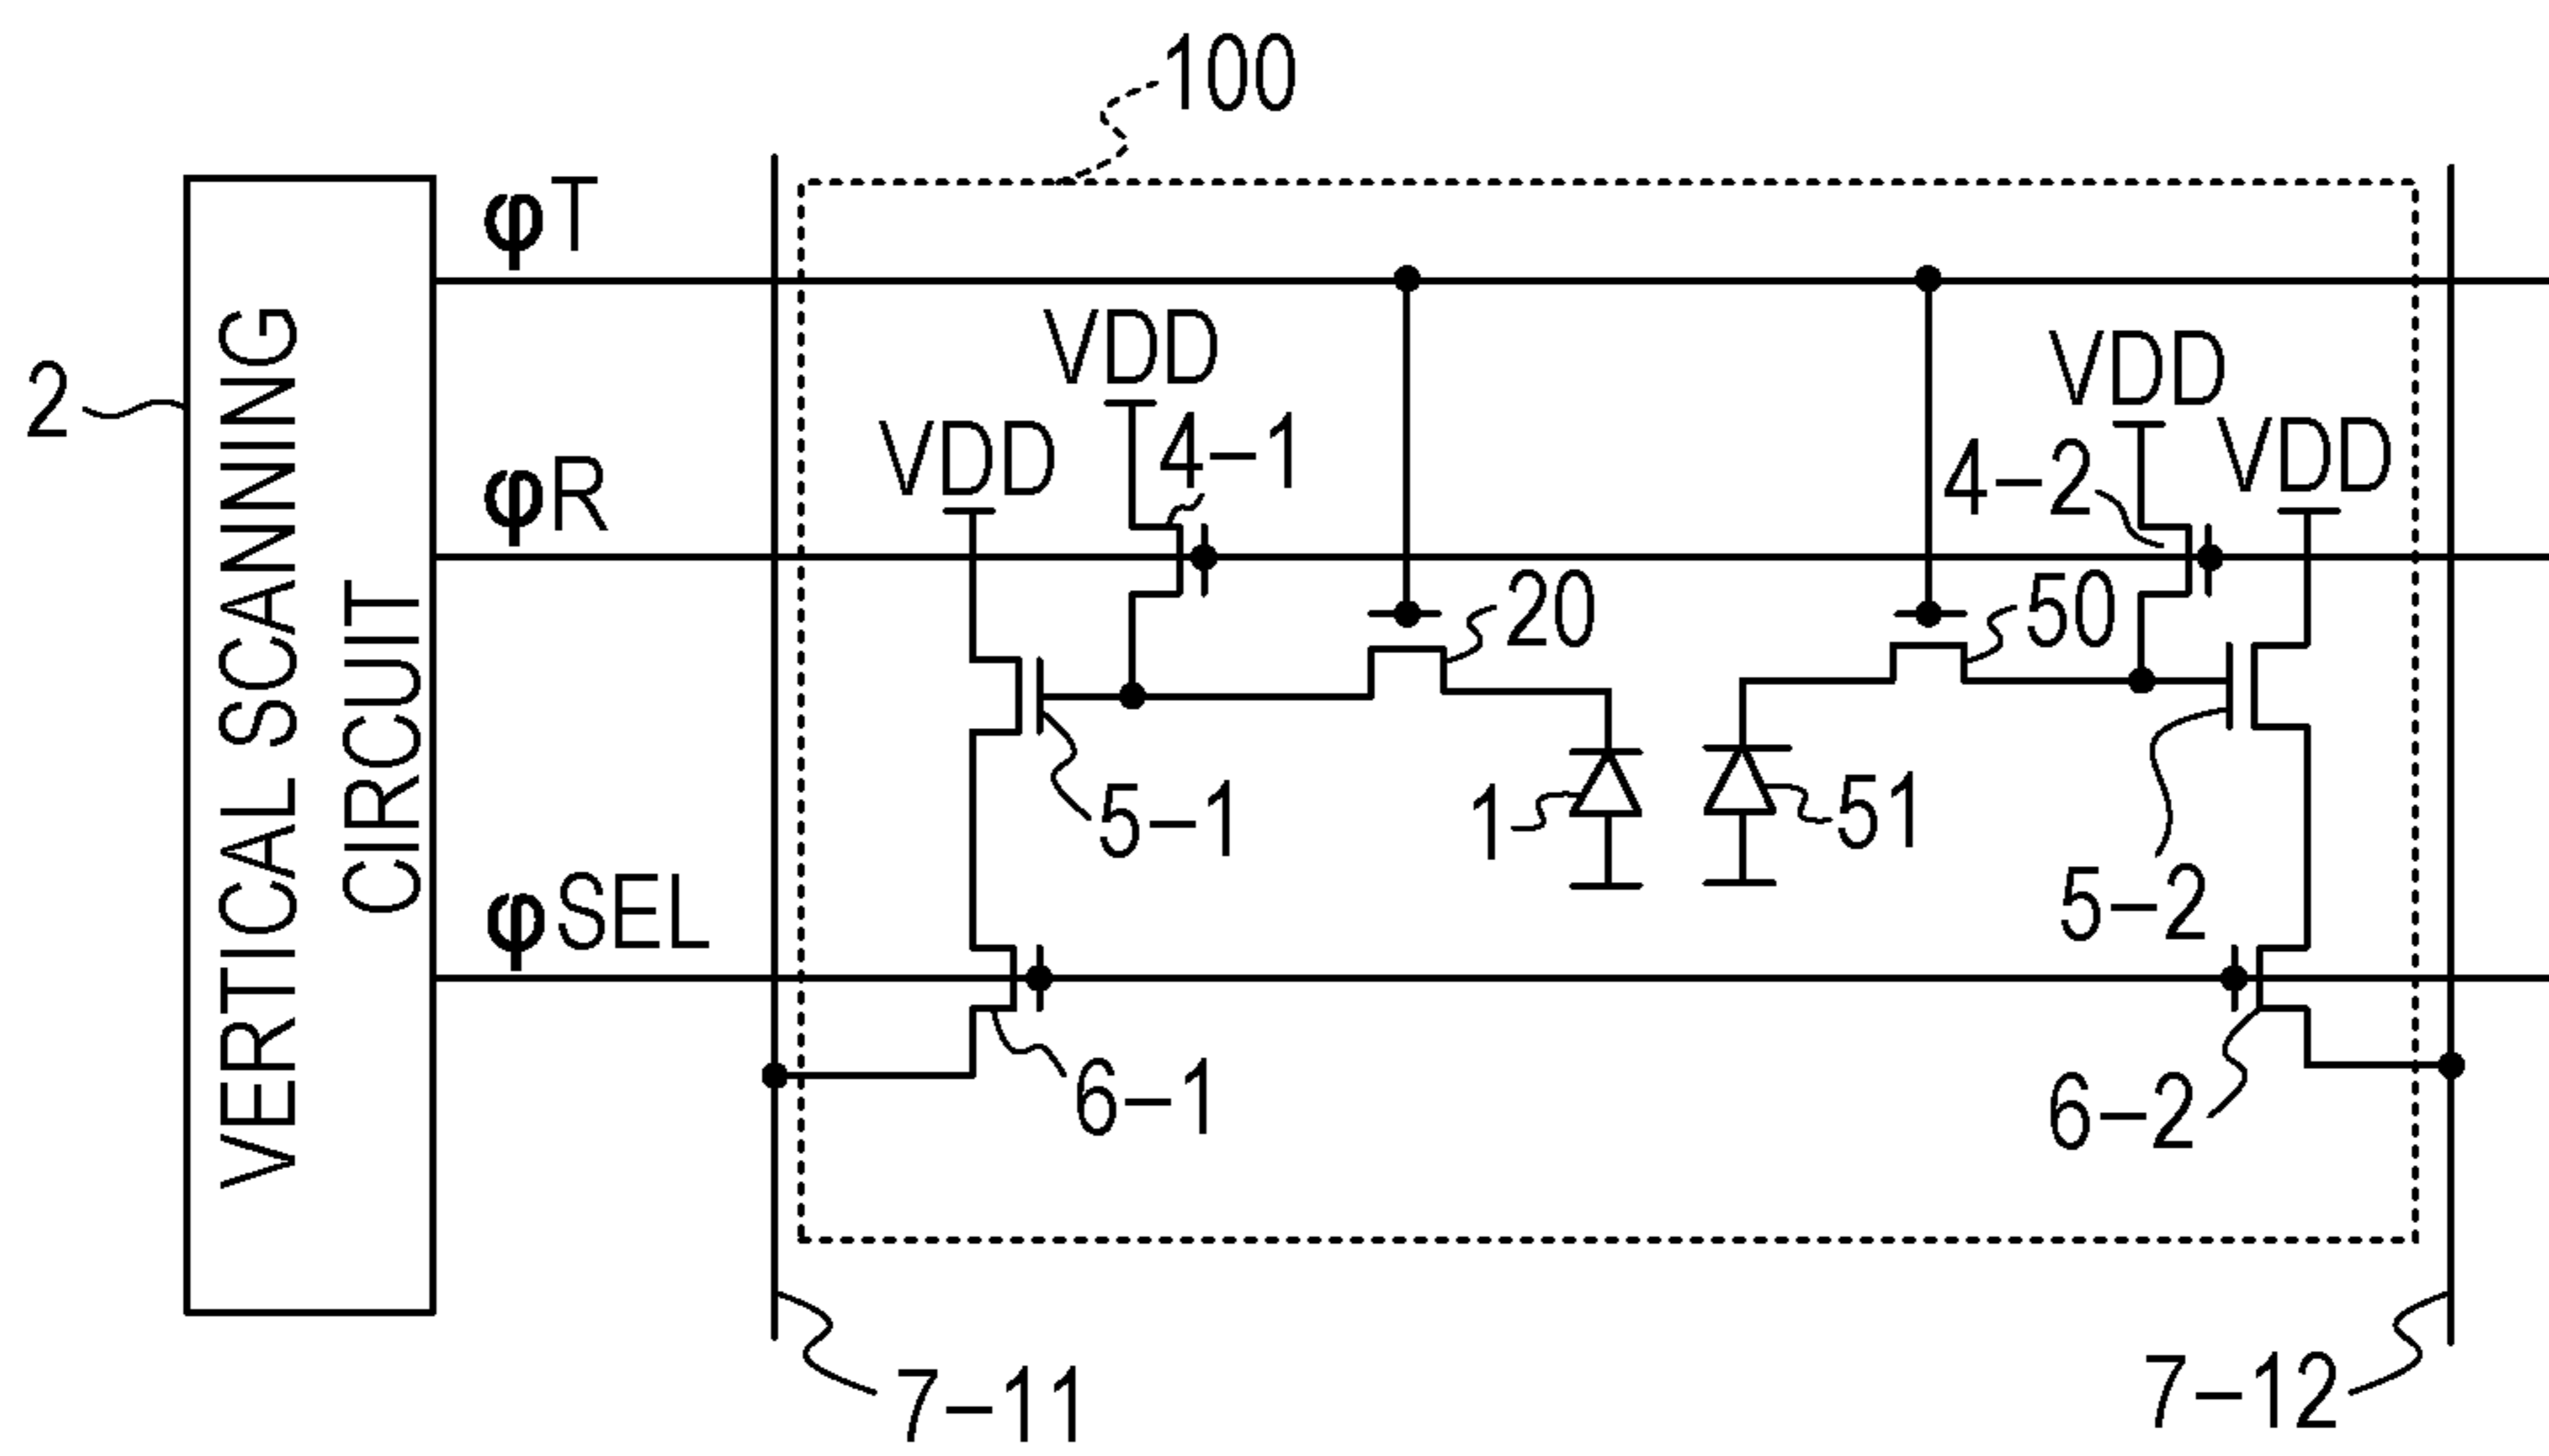 100
φT
VDD
VDD
2
VDD
4-1
VDD
4-2
φR
20
50
VERTICAL SCANNING
CIRCUIT
5-1
1
51
5-2
φSEL
6-1
6-2
7-11
7-12